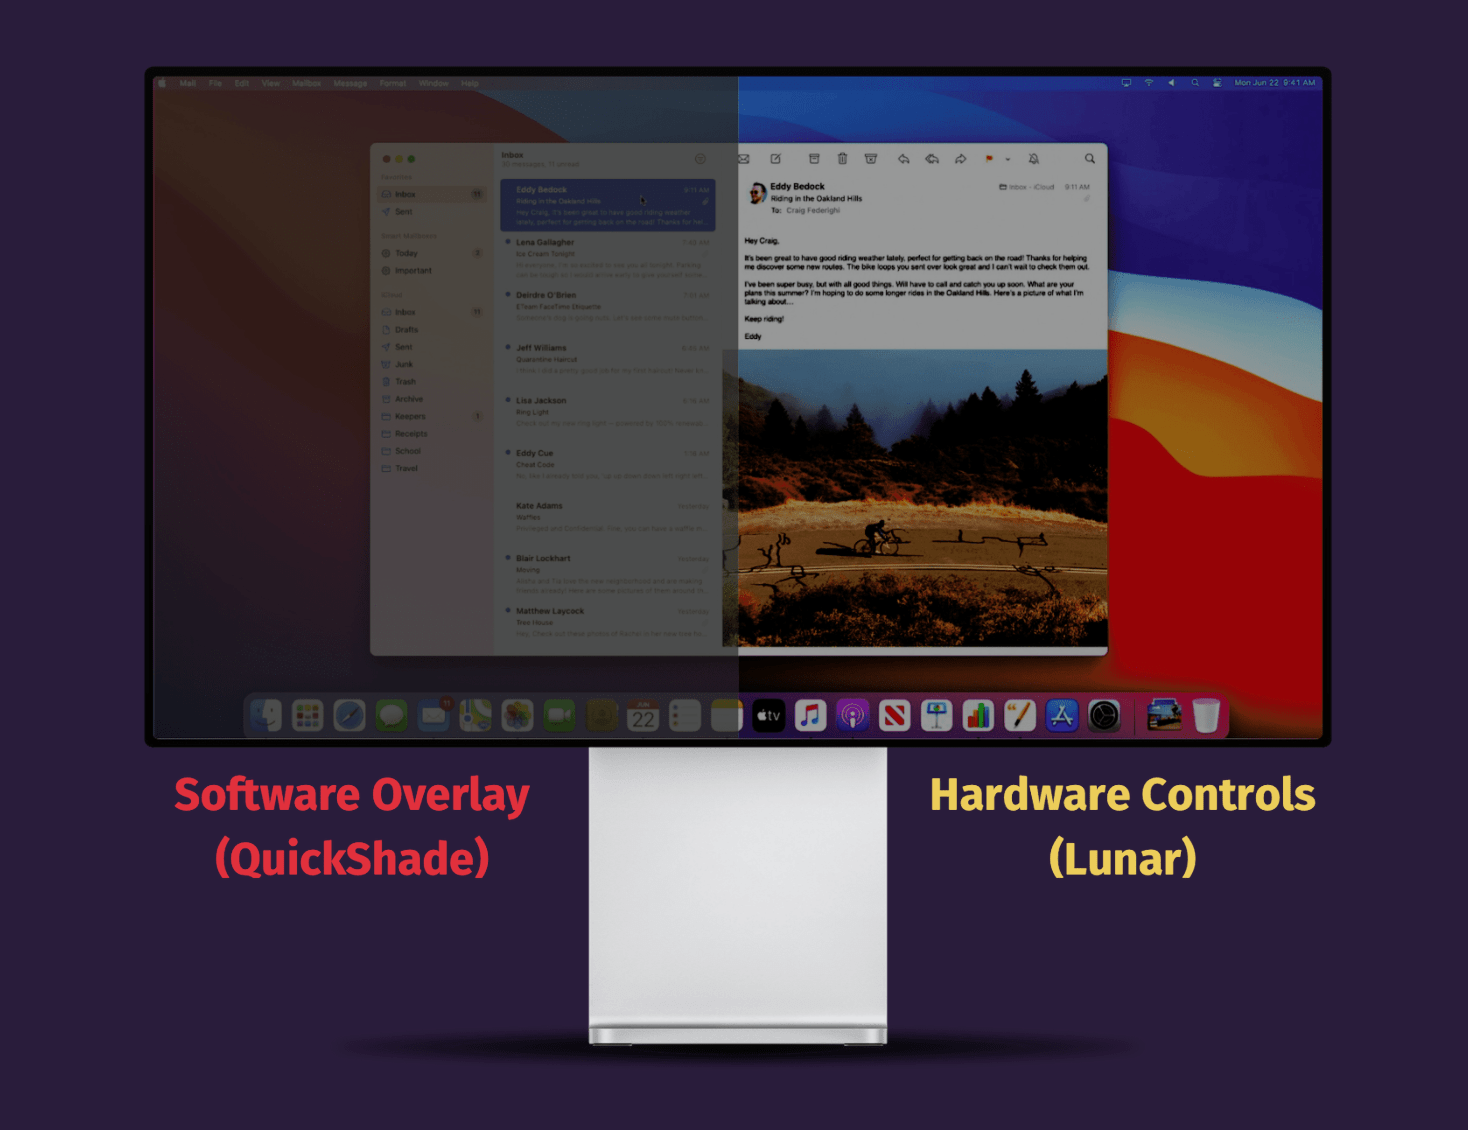 Mail File Edit View Mailbox Message Format Window Help
Mon Jun 22 9:41 AM
Favorites
Inbox 11
Sent
Smart Mailboxes
Today
Important
iCloud
Inbox 11
Drafts
Sent
Junk
Trash
Archive
Keepers 1
Receipts
School
Travel
Inbox
30 messages, 11 unread
Eddy Bedock 9:11 AM
Riding in the Oakland Hills
Hey Craig, It's been great to have good riding weather
lately, perfect for getting back on the road! Thanks for hel...
Lena Gallagher
Ice Cream Tonight
Deirdre O'Brien
ETeam FaceTime Etiquette
Jeff Williams
Quarantine Haircut
Lisa Jackson
Ring Light
Eddy Cue
Cheat Code
Kate Adams Yesterday
Waffles
Blair Lockhart Yesterday
Moving
Matthew Laycock Yesterday
Tree House
Eddy Bedock
Inbox - iCloud 9:11 AM
Riding in the Oakland Hills
To: Craig Federighi
Hey Craig,
It's been great to have good riding weather lately, perfect for getting back on the road! Thanks for helping
me discover some new routes. The bike loops you sent over look great and I can't wait to check them out.
I've been super busy, but with all good things. Will have to call and catch you up soon. What are your
plans this summer? I'm hoping to do some longer rides in the Oakland Hills. Here's a picture of what I'm
talking about...
Keep riding!
Eddy
JUN
22
tv
Software Overlay
(QuickShade)
Hardware Controls
(Lunar)